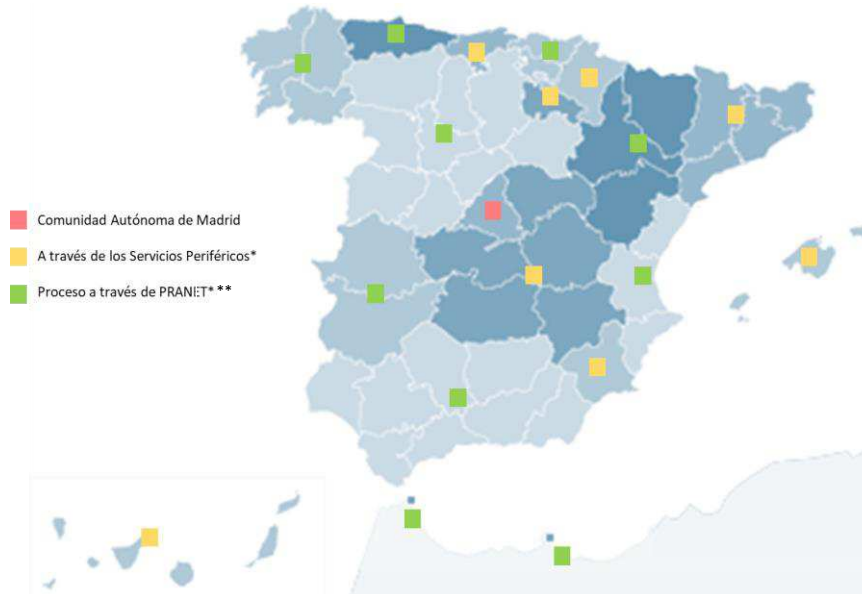 Comunidad Autónoma de Madrid
A través de los Servicios Periféricos*
Proceso a través de PRANET* **